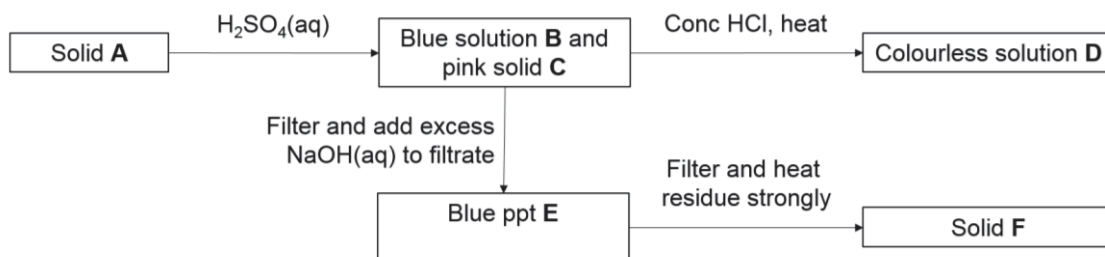 H₂SO₄(aq)
Conc HCl, heat
Solid A
Blue solution B and
pink solid C
Colourless solution D
Filter and add excess
NaOH(aq) to filtrate
Filter and heat
residue strongly
Blue ppt E
Solid F